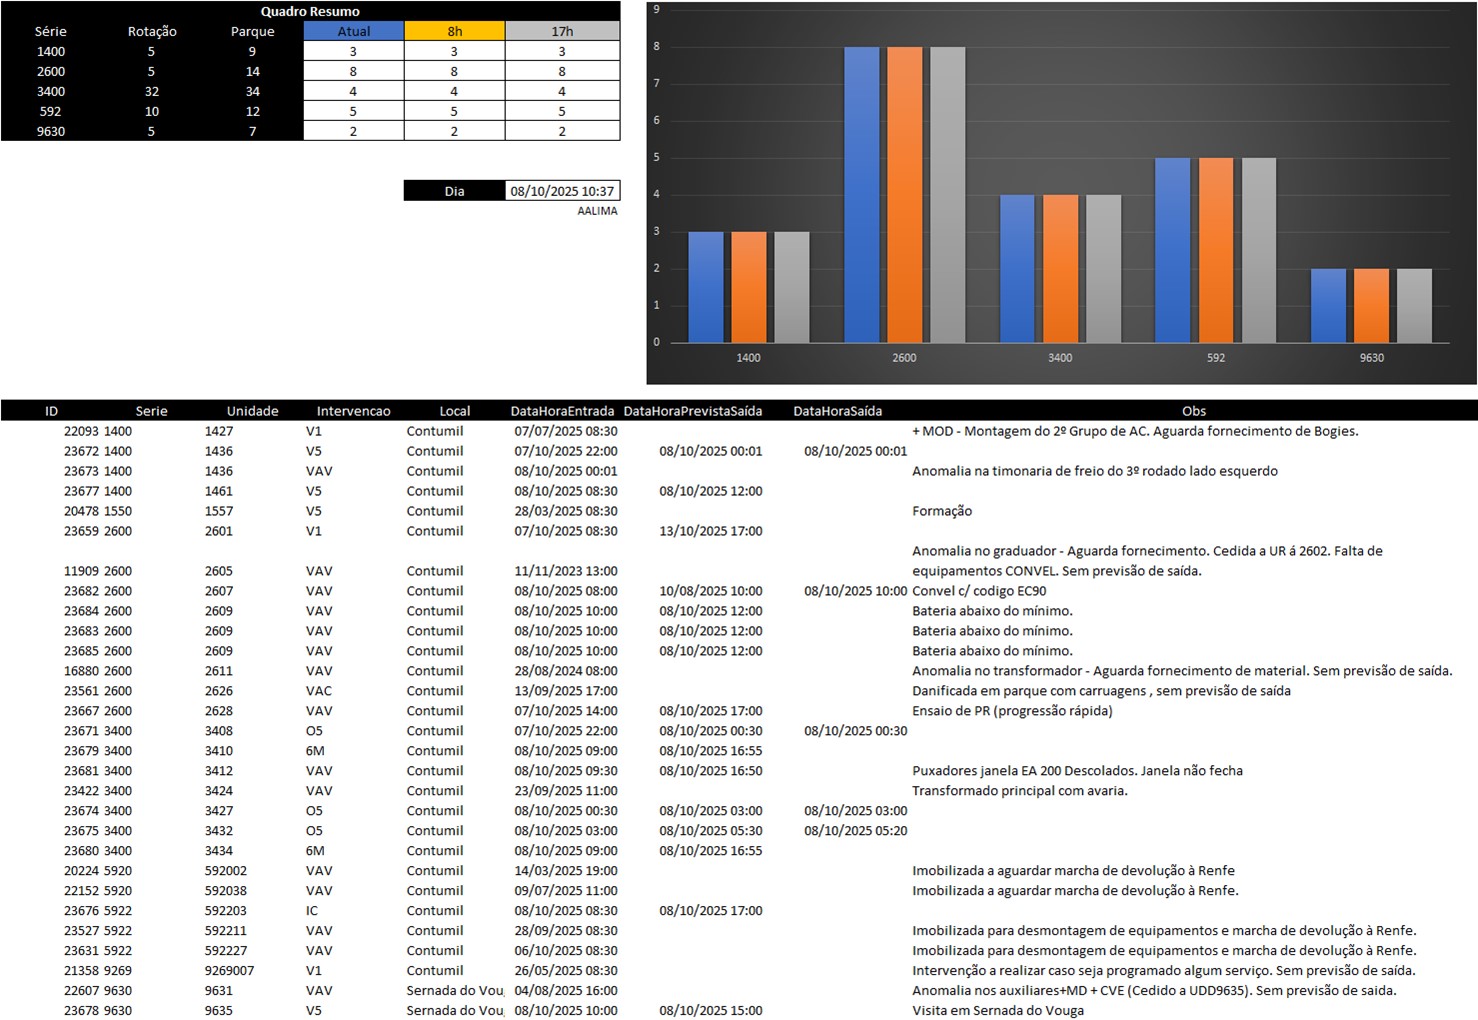 Quadro Resumo
Série Rotação Parque Atual 8h 17h
1400 5 9 3 3 3
2600 5 14 8 8 8
3400 32 34 4 4 4
592 10 12 5 5 5
9630 5 7 2 2 2
Dia 08/10/2025 10:37
AALIMA
9
8
7
6
5
4
3
2
1
0
1400 2600 3400 592 9630
ID Serie Unidade Intervencao Local DataHoraEntrada DataHoraPrevistaSaída DataHoraSaída Obs
22093 1400 1427 V1 Contumil 07/07/2025 08:30 + MOD - Montagem do 2º Grupo de AC. Aguarda fornecimento de Bogies.
23672 1400 1436 V5 Contumil 07/10/2025 22:00 08/10/2025 00:01 08/10/2025 00:01
23673 1400 1436 VAV Contumil 08/10/2025 00:01 Anomalia na timonaria de freio do 3º rodado lado esquerdo
23677 1400 1461 V5 Contumil 08/10/2025 08:30 08/10/2025 12:00
20478 1550 1557 V5 Contumil 28/03/2025 08:30 Formação
23659 2600 2601 V1 Contumil 07/10/2025 08:30 13/10/2025 17:00
Anomalia no graduador - Aguarda fornecimento. Cedida a UR á 2602. Falta de
11909 2600 2605 VAV Contumil 11/11/2023 13:00 equipamentos CONVEL. Sem previsão de saída.
23682 2600 2607 VAV Contumil 08/10/2025 08:00 10/08/2025 10:00 08/10/2025 10:00 Convel c/ codigo EC90
23684 2600 2609 VAV Contumil 08/10/2025 10:00 08/10/2025 12:00 Bateria abaixo do mínimo.
23683 2600 2609 VAV Contumil 08/10/2025 10:00 08/10/2025 12:00 Bateria abaixo do mínimo.
23685 2600 2609 VAV Contumil 08/10/2025 10:00 08/10/2025 12:00 Bateria abaixo do mínimo.
16880 2600 2611 VAV Contumil 28/08/2024 08:00 Anomalia no transformador - Aguarda fornecimento de material. Sem previsão de saída.
23561 2600 2626 VAC Contumil 13/09/2025 17:00 Danificada em parque com carruagens , sem previsão de saída
23667 2600 2628 VAV Contumil 07/10/2025 14:00 08/10/2025 17:00 Ensaio de PR (progressão rápida)
23671 3400 3408 O5 Contumil 07/10/2025 22:00 08/10/2025 00:30 08/10/2025 00:30
23679 3400 3410 6M Contumil 08/10/2025 09:00 08/10/2025 16:55
23681 3400 3412 VAV Contumil 08/10/2025 09:30 08/10/2025 16:50 Puxadores janela EA 200 Descolados. Janela não fecha
23422 3400 3424 VAV Contumil 23/09/2025 11:00 Transformado principal com avaria.
23674 3400 3427 O5 Contumil 08/10/2025 00:30 08/10/2025 03:00 08/10/2025 03:00
23675 3400 3432 O5 Contumil 08/10/2025 03:00 08/10/2025 05:30 08/10/2025 05:20
23680 3400 3434 6M Contumil 08/10/2025 09:00 08/10/2025 16:55
20224 5920 592002 VAV Contumil 14/03/2025 19:00 Imobilizada a aguardar marcha de devolução à Renfe
22152 5920 592038 VAV Contumil 09/07/2025 11:00 Imobilizada a aguardar marcha de devolução à Renfe.
23676 5922 592203 IC Contumil 08/10/2025 08:30 08/10/2025 17:00
23527 5922 592211 VAV Contumil 28/09/2025 08:30 Imobilizada para desmontagem de equipamentos e marcha de devolução à Renfe.
23631 5922 592227 VAV Contumil 06/10/2025 08:30 Imobilizada para desmontagem de equipamentos e marcha de devolução à Renfe.
21358 9269 9269007 V1 Contumil 26/05/2025 08:30 Intervenção a realizar caso seja programado algum serviço. Sem previsão de saída.
22607 9630 9631 VAV Sernada do Vou 04/08/2025 16:00 Anomalia nos auxiliares+MD + CVE (Cedido a UDD9635). Sem previsão de saida.
23678 9630 9635 V5 Sernada do Vou 08/10/2025 10:00 08/10/2025 15:00 Visita em Sernada do Vouga